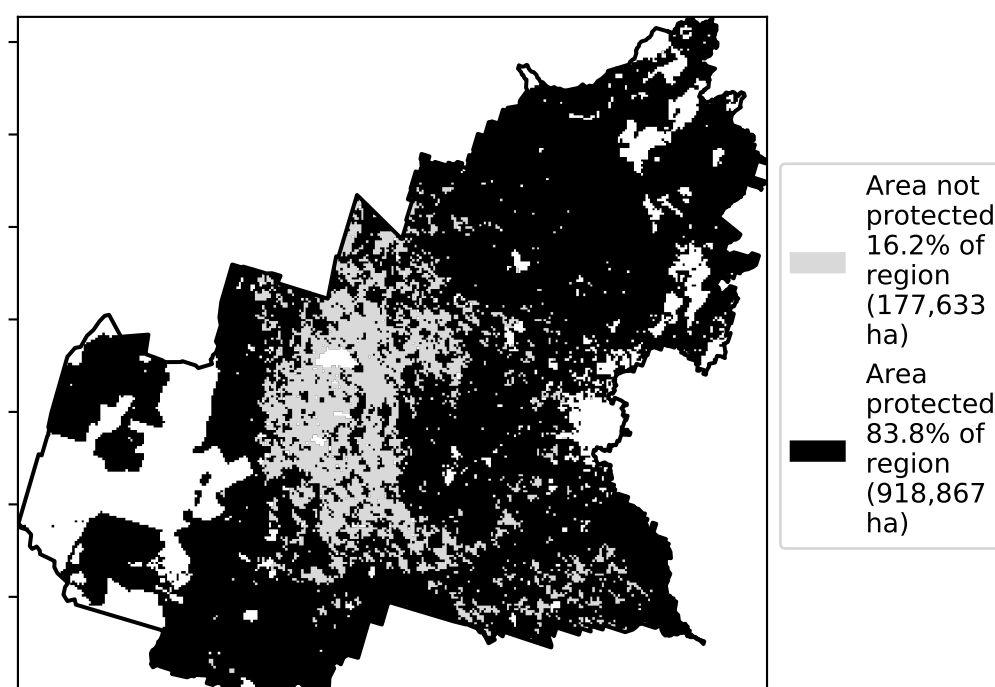 Area not
protected
16.2% of
region
(177,633
ha)
Area
protected
83.8% of
region
(918,867
ha)